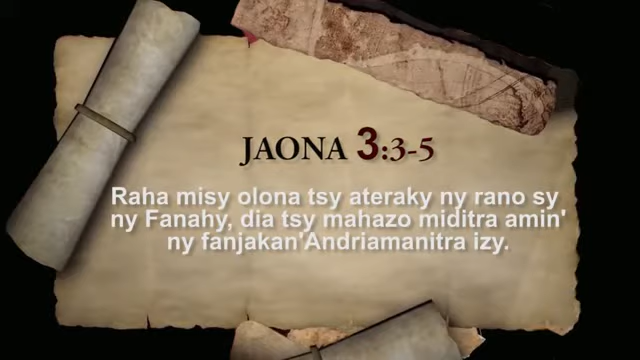 JAONA 3:3-5
Raha misy olona tsy ateraky ny rano sy
ny Fanahy, dia tsy mahazo miditra amin'
ny fanjakan'Andriamanitra izy.